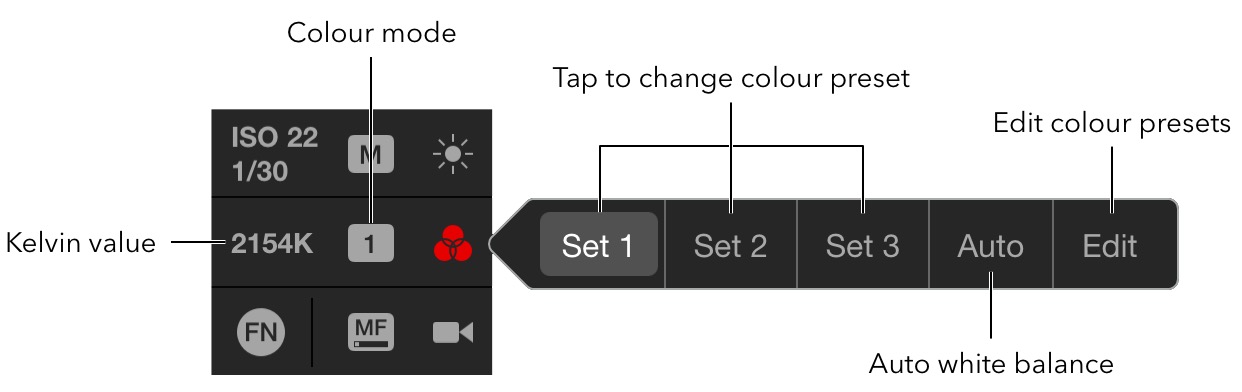 Colour mode
Tap to change colour preset
Edit colour presets
ISO 22
1/30
M
Kelvin value
2154K
1
Set 1
Set 2
Set 3
Auto
Edit
FN
MF
Auto white balance